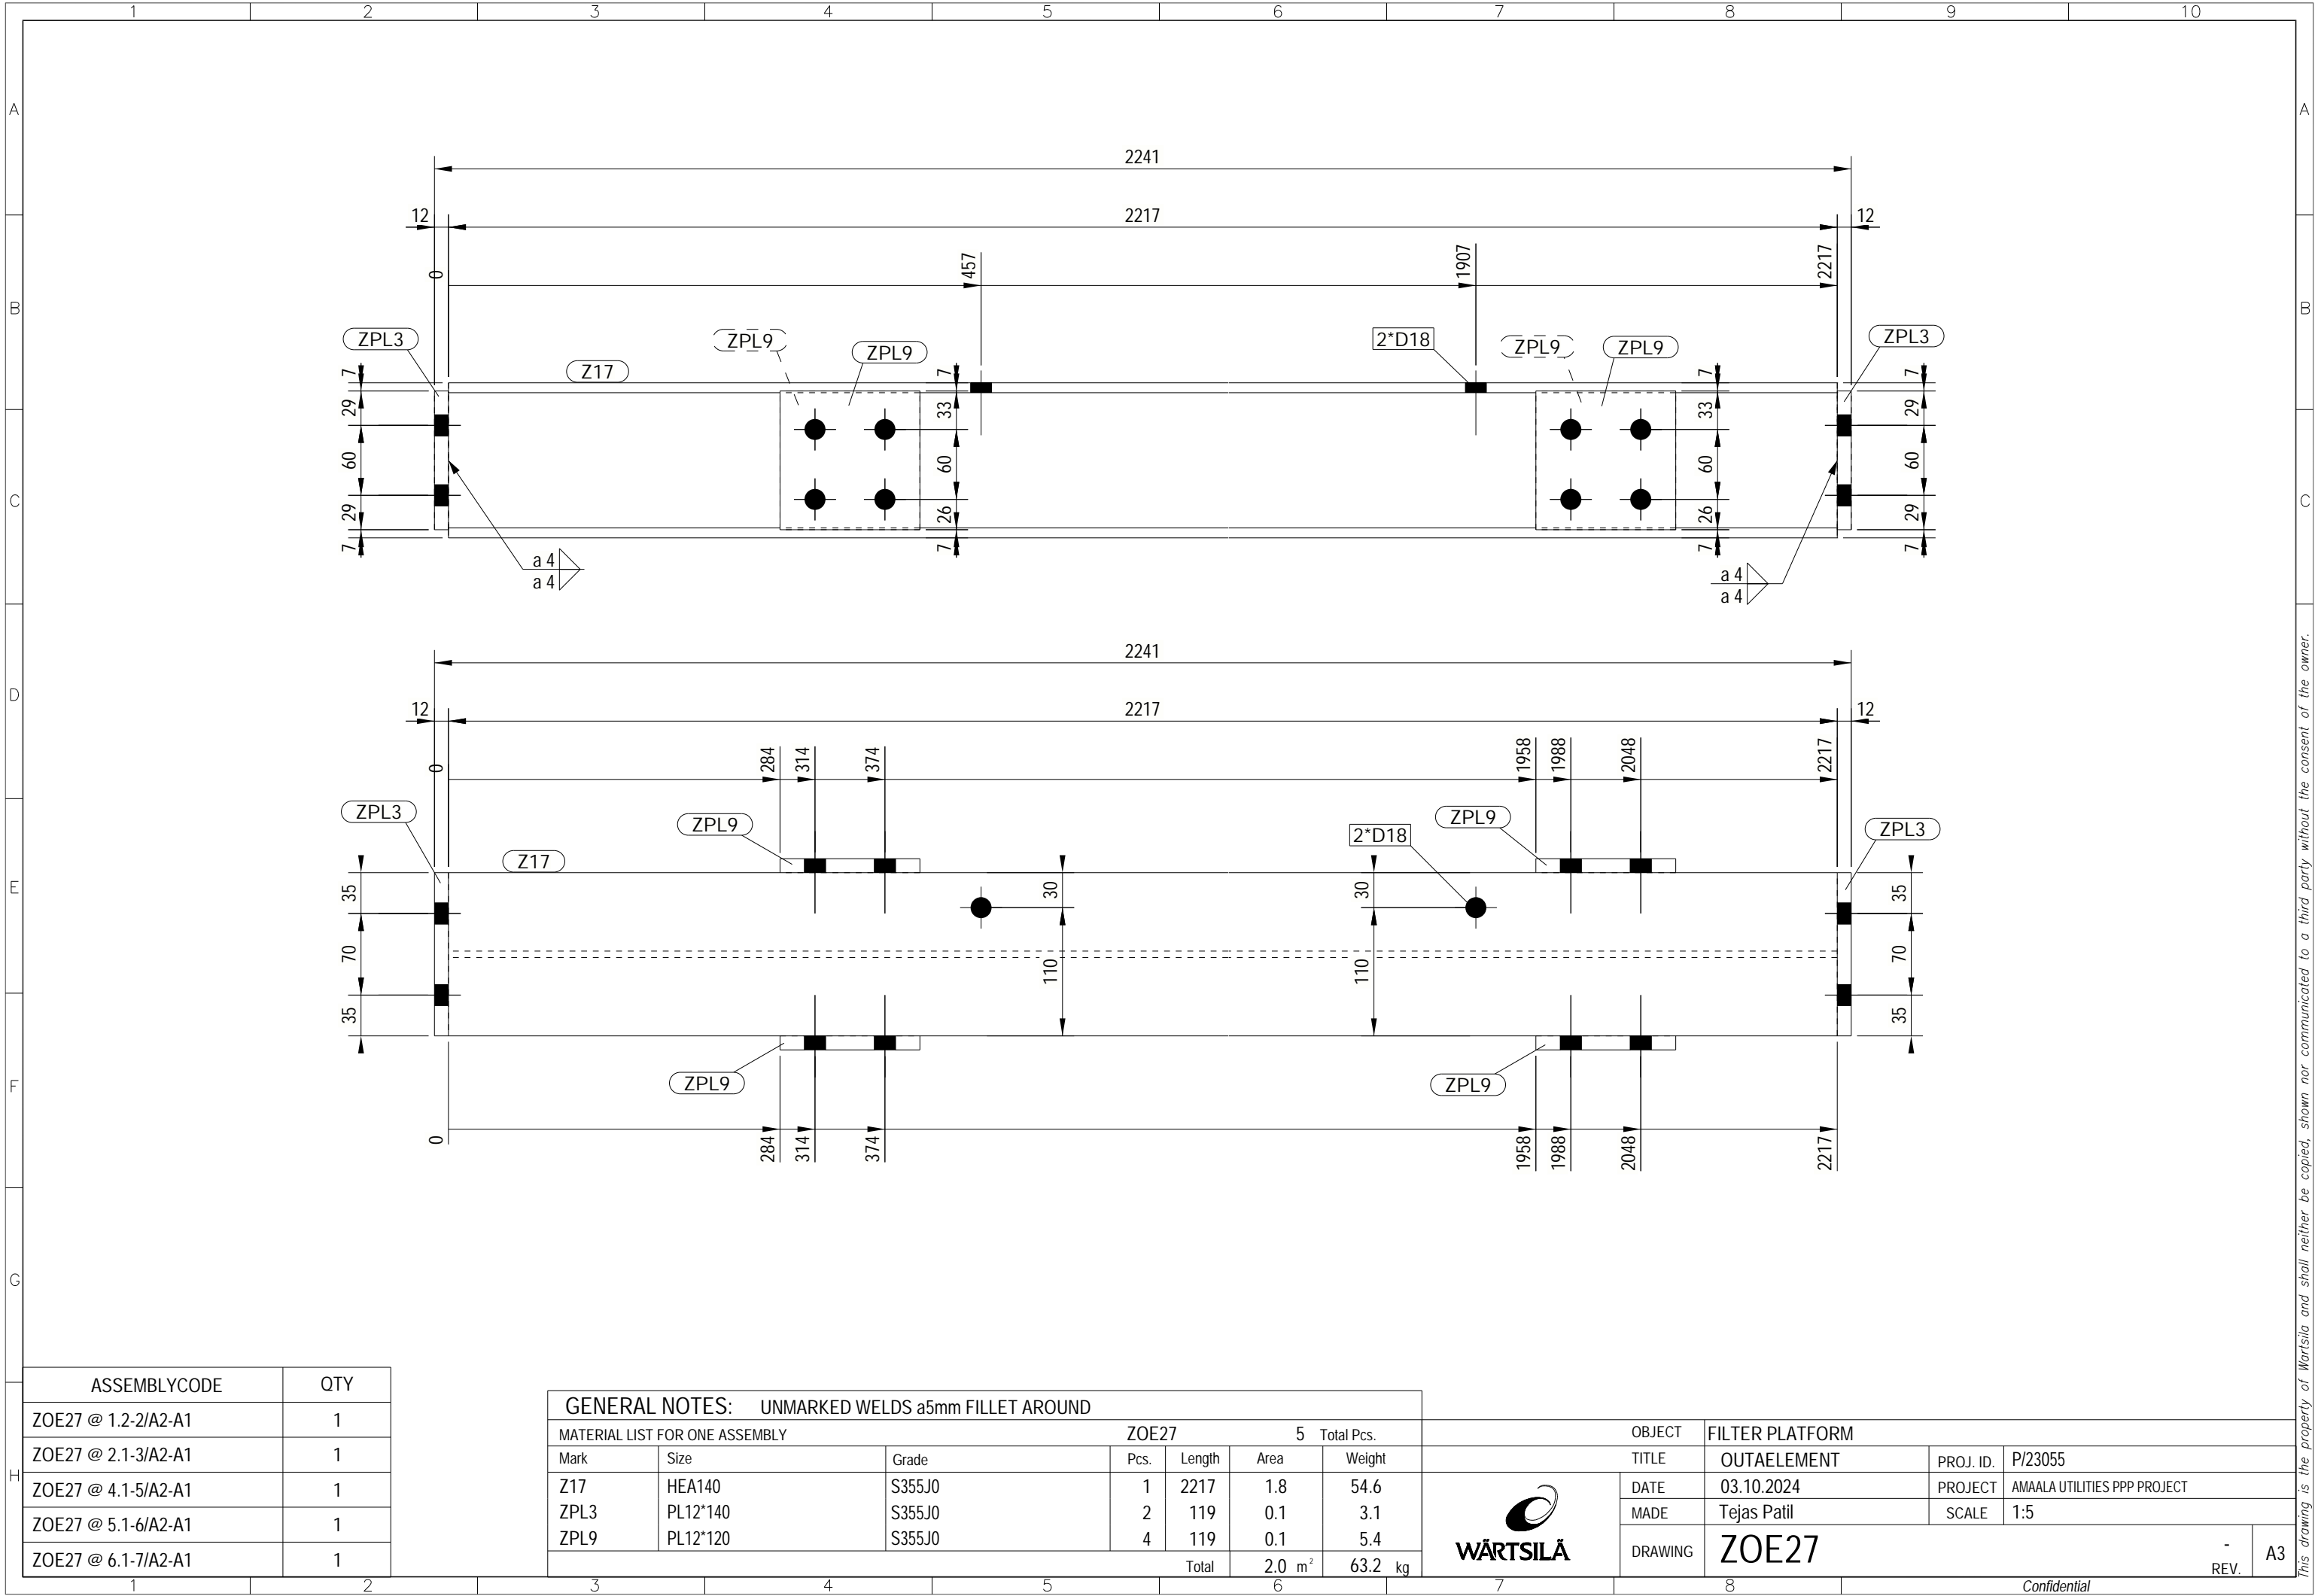 1 2 3 4 5 6 7 8 9 10
A A
2241
12 2217 12
0 457 1907 2217
B B
ZPL3 ZPL9 ZPL9 2*D18 ZPL9 ZPL9 ZPL3
Z17
7 7 7 7
29 33 33 29
60 60 60 60
C C
29 26 26 29
7 7 7 7
a 4 a 4
a 4 a 4
2241
D
12 2217 12
0 284 314 374 1958 1988 2048 2217
ZPL3 ZPL9 2*D18 ZPL9 ZPL3
Z17
E
35 30 30 35
70 110 110 70
35 35
F
ZPL9 ZPL9
0 284 314 374 1958 1988 2048 2217
G
This drawing is the property of Wartsila and shall neither be copied, shown nor communicated to a third party without the consent of the owner.
H
ASSEMBLYCODE QTY
ZOE27 @ 1.2-2/A2-A1 1
ZOE27 @ 2.1-3/A2-A1 1
ZOE27 @ 4.1-5/A2-A1 1
ZOE27 @ 5.1-6/A2-A1 1
ZOE27 @ 6.1-7/A2-A1 1
GENERAL NOTES: UNMARKED WELDS a5mm FILLET AROUND
MATERIAL LIST FOR ONE ASSEMBLY ZOE27 5 Total Pcs.
Mark Size Grade Pcs. Length Area Weight
Z17 HEA140 S355J0 1 2217 1.8 54.6
ZPL3 PL12*140 S355J0 2 119 0.1 3.1
ZPL9 PL12*120 S355J0 4 119 0.1 5.4
Total 2.0 m² 63.2 kg
WÄRTSILÄ
OBJECT FILTER PLATFORM
TITLE OUTAELEMENT PROJ. ID. P/23055
DATE 03.10.2024 PROJECT AMAALA UTILITIES PPP PROJECT
MADE Tejas Patil SCALE 1:5
DRAWING ZOE27 - REV. A3
1 2 3 4 5 6 7 8 Confidential